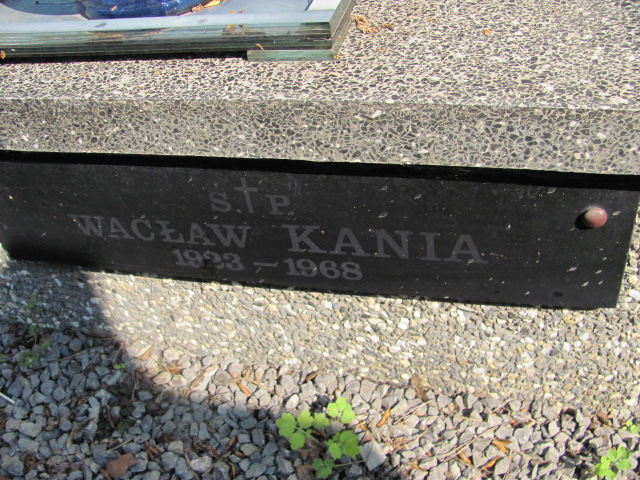 Ś.†P.
WACŁAW KANIA
1923 – 1968